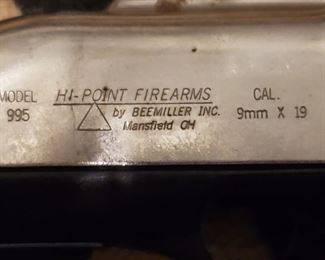 MODEL HI-POINT FIREARMS CAL.
995 by BEEMILLER INC. 9mm X 19
Mansfield OH